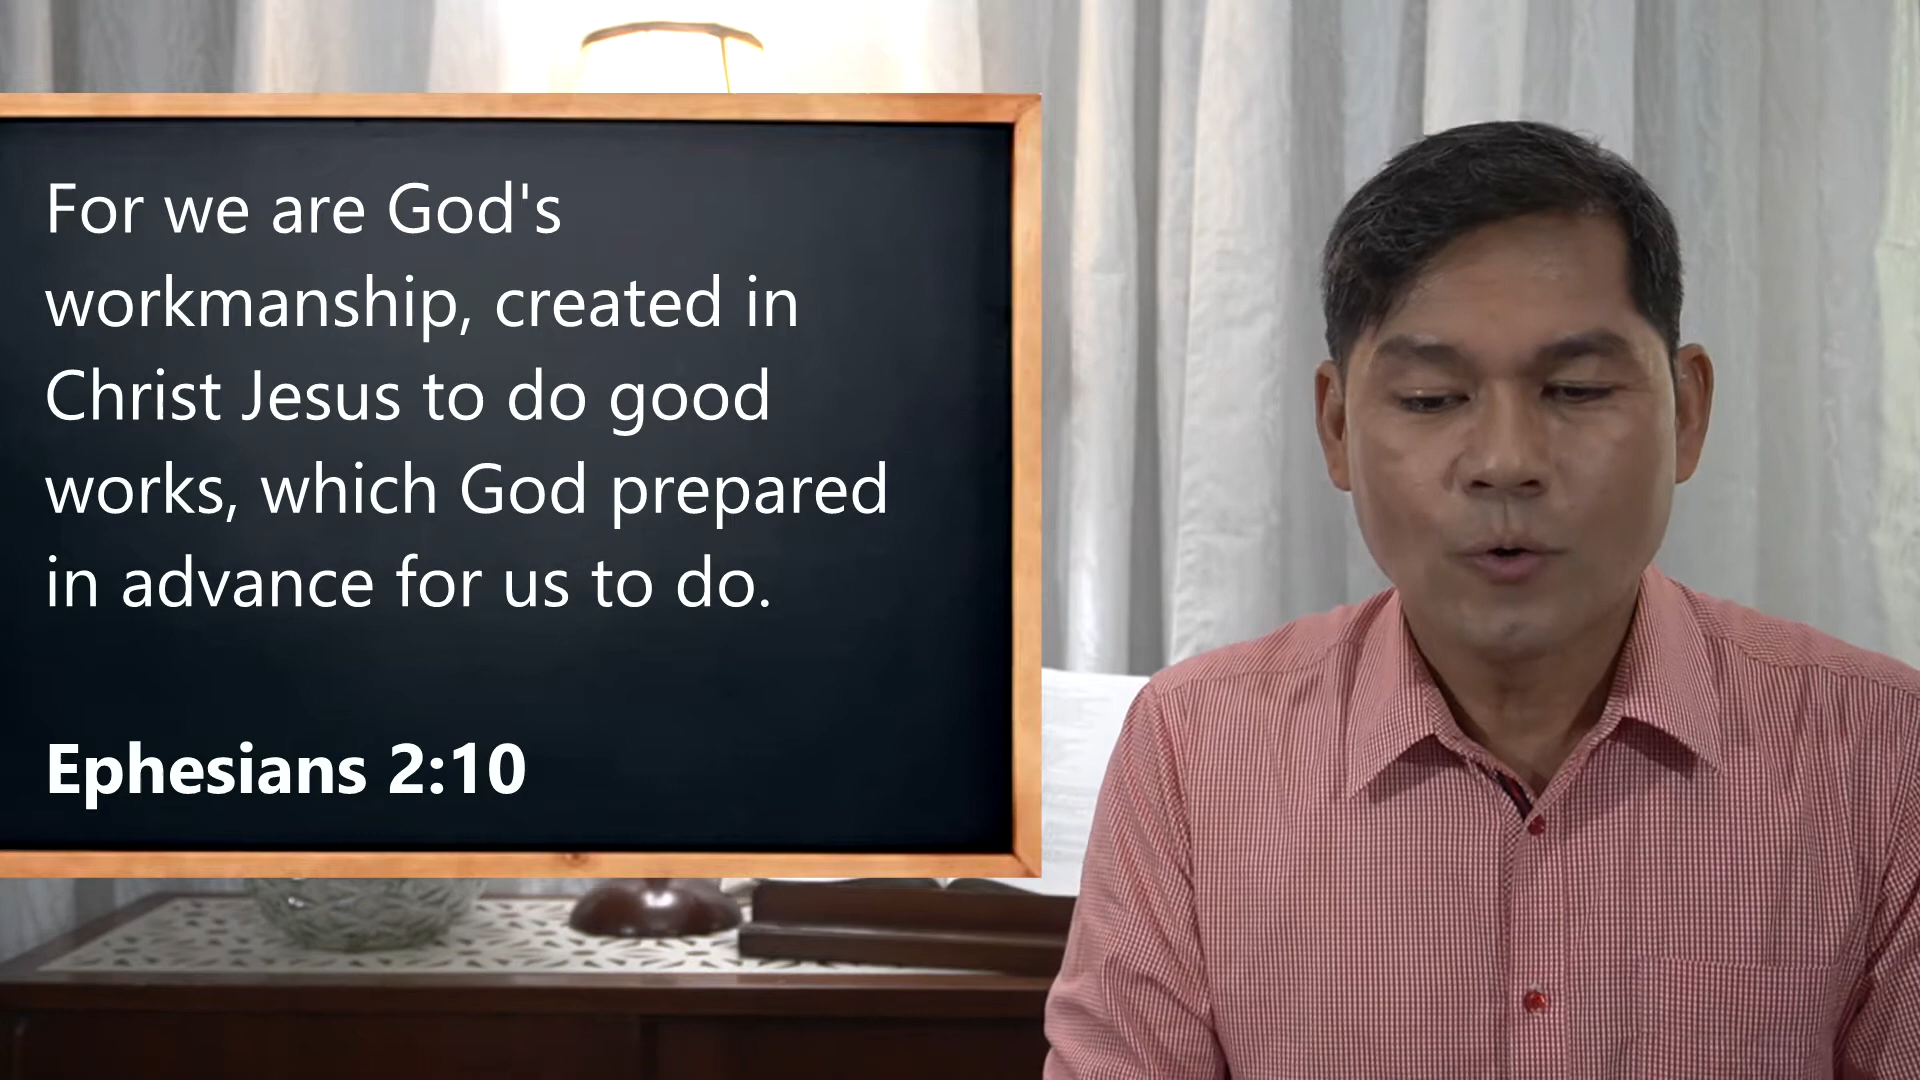 For we are God's
workmanship, created in
Christ Jesus to do good
works, which God prepared
in advance for us to do.
Ephesians 2:10